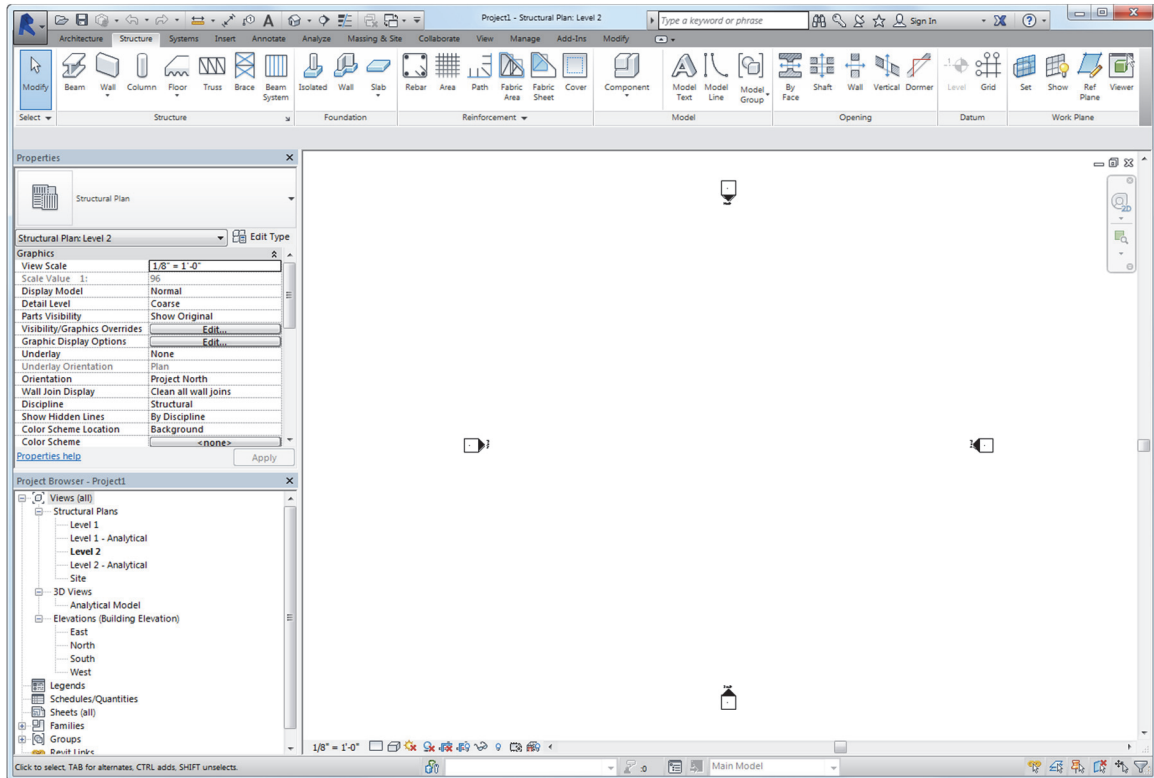 Project1 - Structural Plan: Level 2
Type a keyword or phrase
Sign In
Architecture Structure Systems Insert Annotate Analyze Massing & Site Collaborate View Manage Add-Ins Modify
Modify Beam Wall Column Floor Truss Brace Beam System Isolated Wall Slab Rebar Area Path Fabric Area Fabric Sheet Cover Component Model Text Model Line Model Group By Face Shaft Wall Vertical Dormer Level Grid Set Show Ref Plane Viewer
Select Structure Foundation Reinforcement Model Opening Datum Work Plane
Properties
Structural Plan
Structural Plan: Level 2 Edit Type
Graphics
View Scale 1/8" = 1'-0"
Scale Value 1: 96
Display Model Normal
Detail Level Coarse
Parts Visibility Show Original
Visibility/Graphics Overrides Edit...
Graphic Display Options Edit...
Underlay None
Underlay Orientation Plan
Orientation Project North
Wall Join Display Clean all wall joins
Discipline Structural
Show Hidden Lines By Discipline
Color Scheme Location Background
Color Scheme <none>
Properties help Apply
Project Browser - Project1
Views (all)
Structural Plans
Level 1
Level 1 - Analytical
Level 2
Level 2 - Analytical
Site
3D Views
Analytical Model
Elevations (Building Elevation)
East
North
South
West
Legends
Schedules/Quantities
Sheets (all)
Families
Groups
Revit Links
1/8" = 1'-0"
Click to select, TAB for alternates, CTRL adds, SHIFT unselects.
:0 Main Model
2D